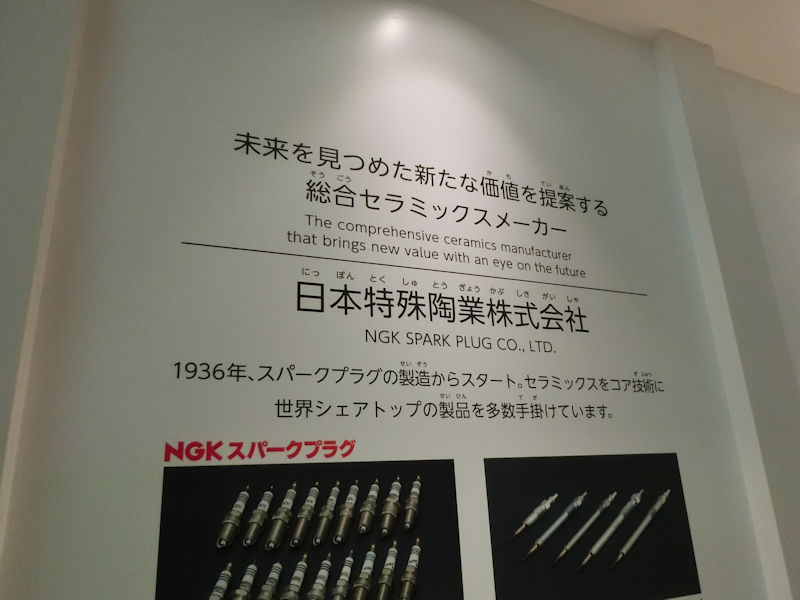 未来を見つめた新たな価値を提案する
総合セラミックスメーカー
The comprehensive ceramics manufacturer
that brings new value with an eye on the future
日本特殊陶業株式会社
NGK SPARK PLUG CO., LTD.
1936年、スパークプラグの製造からスタート。セラミックスをコア技術に
世界シェアトップの製品を多数手掛けています。
NGKスパークプラグ